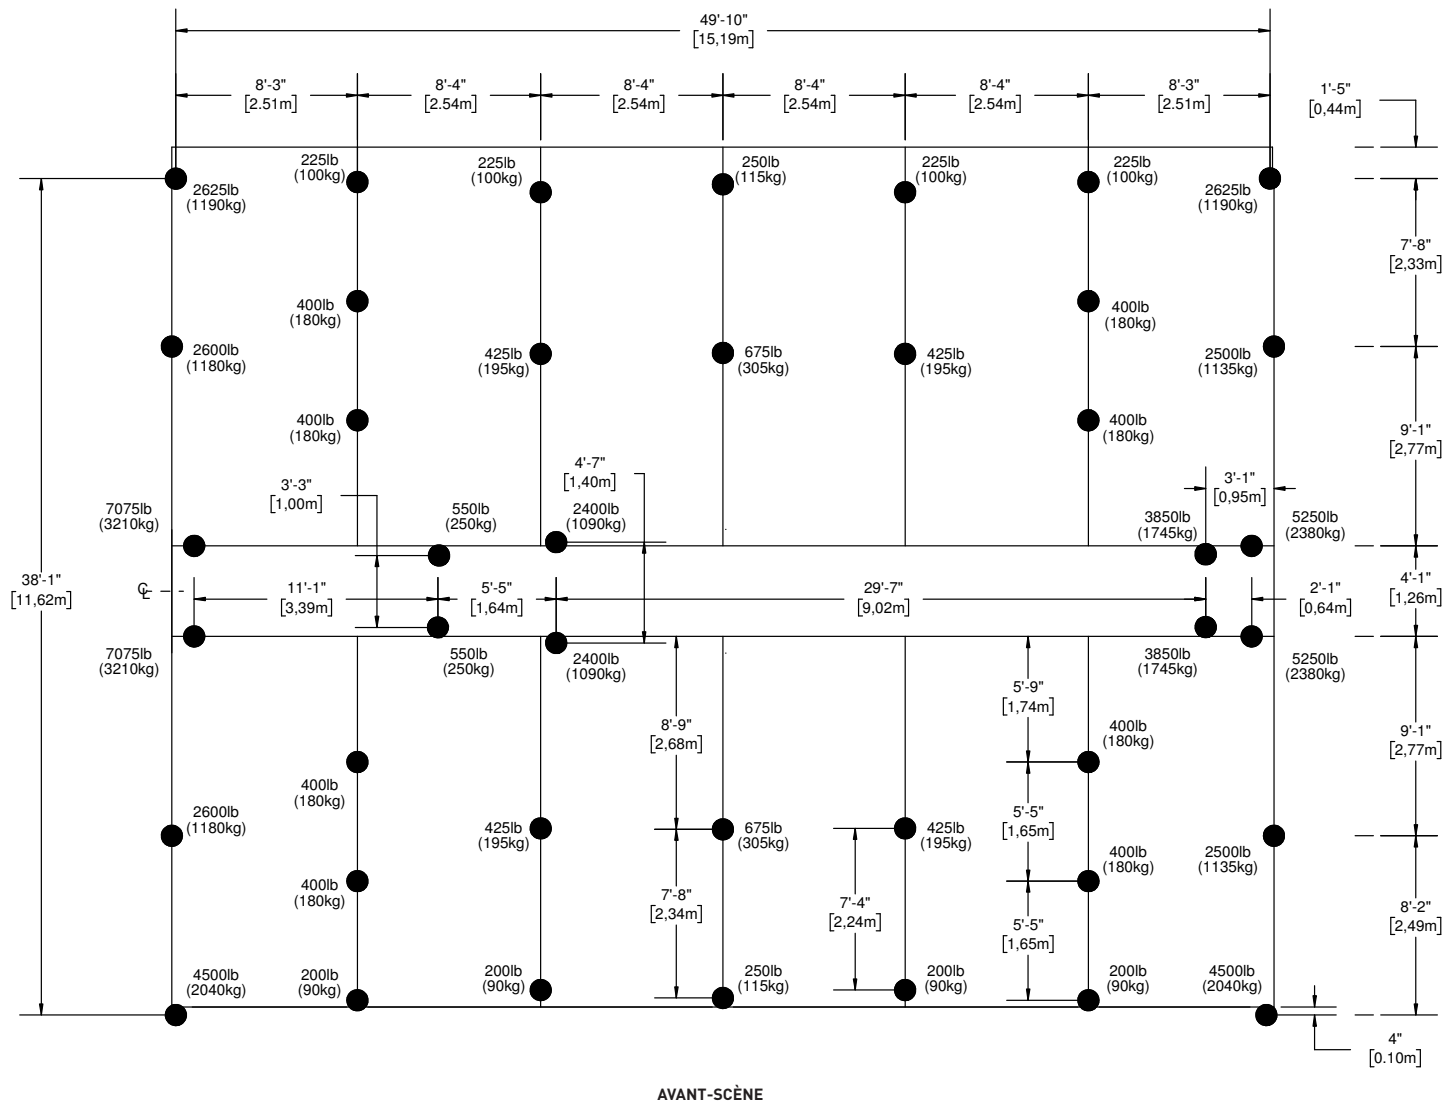 49'-10"
[15,19m]
8'-3"
[2.51m]
8'-4"
[2.54m]
8'-4"
[2.54m]
8'-4"
[2.54m]
8'-4"
[2.54m]
8'-3"
[2.51m]
1'-5"
[0,44m]
2625lb
(1190kg)
225lb
(100kg)
225lb
(100kg)
250lb
(115kg)
225lb
(100kg)
225lb
(100kg)
2625lb
(1190kg)
7'-8"
[2,33m]
400lb
(180kg)
400lb
(180kg)
2600lb
(1180kg)
425lb
(195kg)
675lb
(305kg)
425lb
(195kg)
2500lb
(1135kg)
400lb
(180kg)
400lb
(180kg)
9'-1"
[2,77m]
3'-3"
[1,00m]
4'-7"
[1,40m]
3'-1"
[0,95m]
7075lb
(3210kg)
550lb
(250kg)
2400lb
(1090kg)
3850lb
(1745kg)
5250lb
(2380kg)
38'-1"
[11,62m]
℄
11'-1"
[3,39m]
5'-5"
[1,64m]
29'-7"
[9,02m]
2'-1"
[0,64m]
4'-1"
[1,26m]
7075lb
(3210kg)
550lb
(250kg)
2400lb
(1090kg)
3850lb
(1745kg)
5250lb
(2380kg)
8'-9"
[2,68m]
5'-9"
[1,74m]
400lb
(180kg)
9'-1"
[2,77m]
400lb
(180kg)
2600lb
(1180kg)
425lb
(195kg)
675lb
(305kg)
425lb
(195kg)
5'-5"
[1,65m]
400lb
(180kg)
2500lb
(1135kg)
400lb
(180kg)
7'-8"
[2,34m]
7'-4"
[2,24m]
5'-5"
[1,65m]
8'-2"
[2,49m]
4500lb
(2040kg)
200lb
(90kg)
200lb
(90kg)
250lb
(115kg)
200lb
(90kg)
200lb
(90kg)
4500lb
(2040kg)
4"
[0.10m]
AVANT-SCÈNE